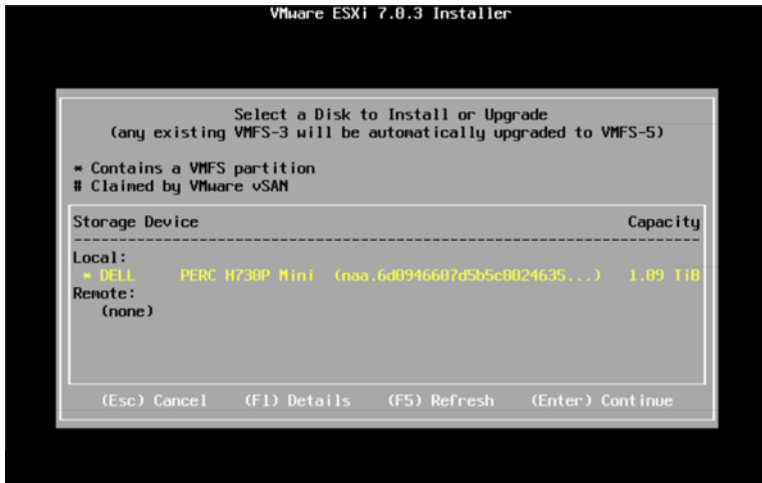 VMware ESXi 7.0.3 Installer
Select a Disk to Install or Upgrade
(any existing VMFS-3 will be automatically upgraded to VMFS-5)
* Contains a VMFS partition
# Claimed by VMware vSAN
Storage Device Capacity
Local:
* DELL PERC H730P Mini (naa.6d0946607d5b5c0024635...) 1.09 TiB
Remote:
(none)
(Esc) Cancel (F1) Details (F5) Refresh (Enter) Continue